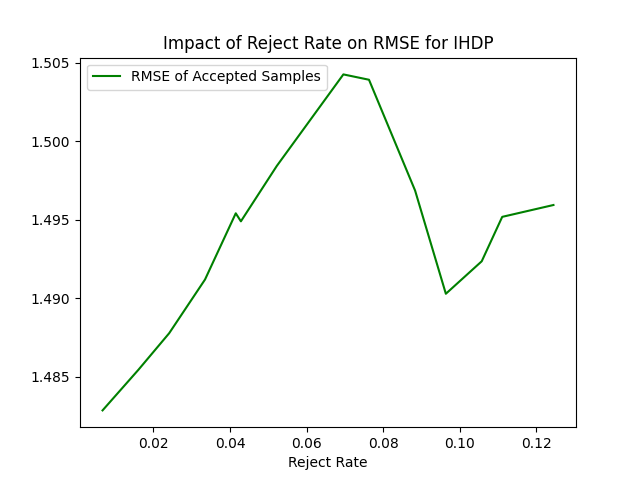 Impact of Reject Rate on RMSE for IHDP
RMSE of Accepted Samples
1.505
1.500
1.495
1.490
1.485
0.02 0.04 0.06 0.08 0.10 0.12
Reject Rate